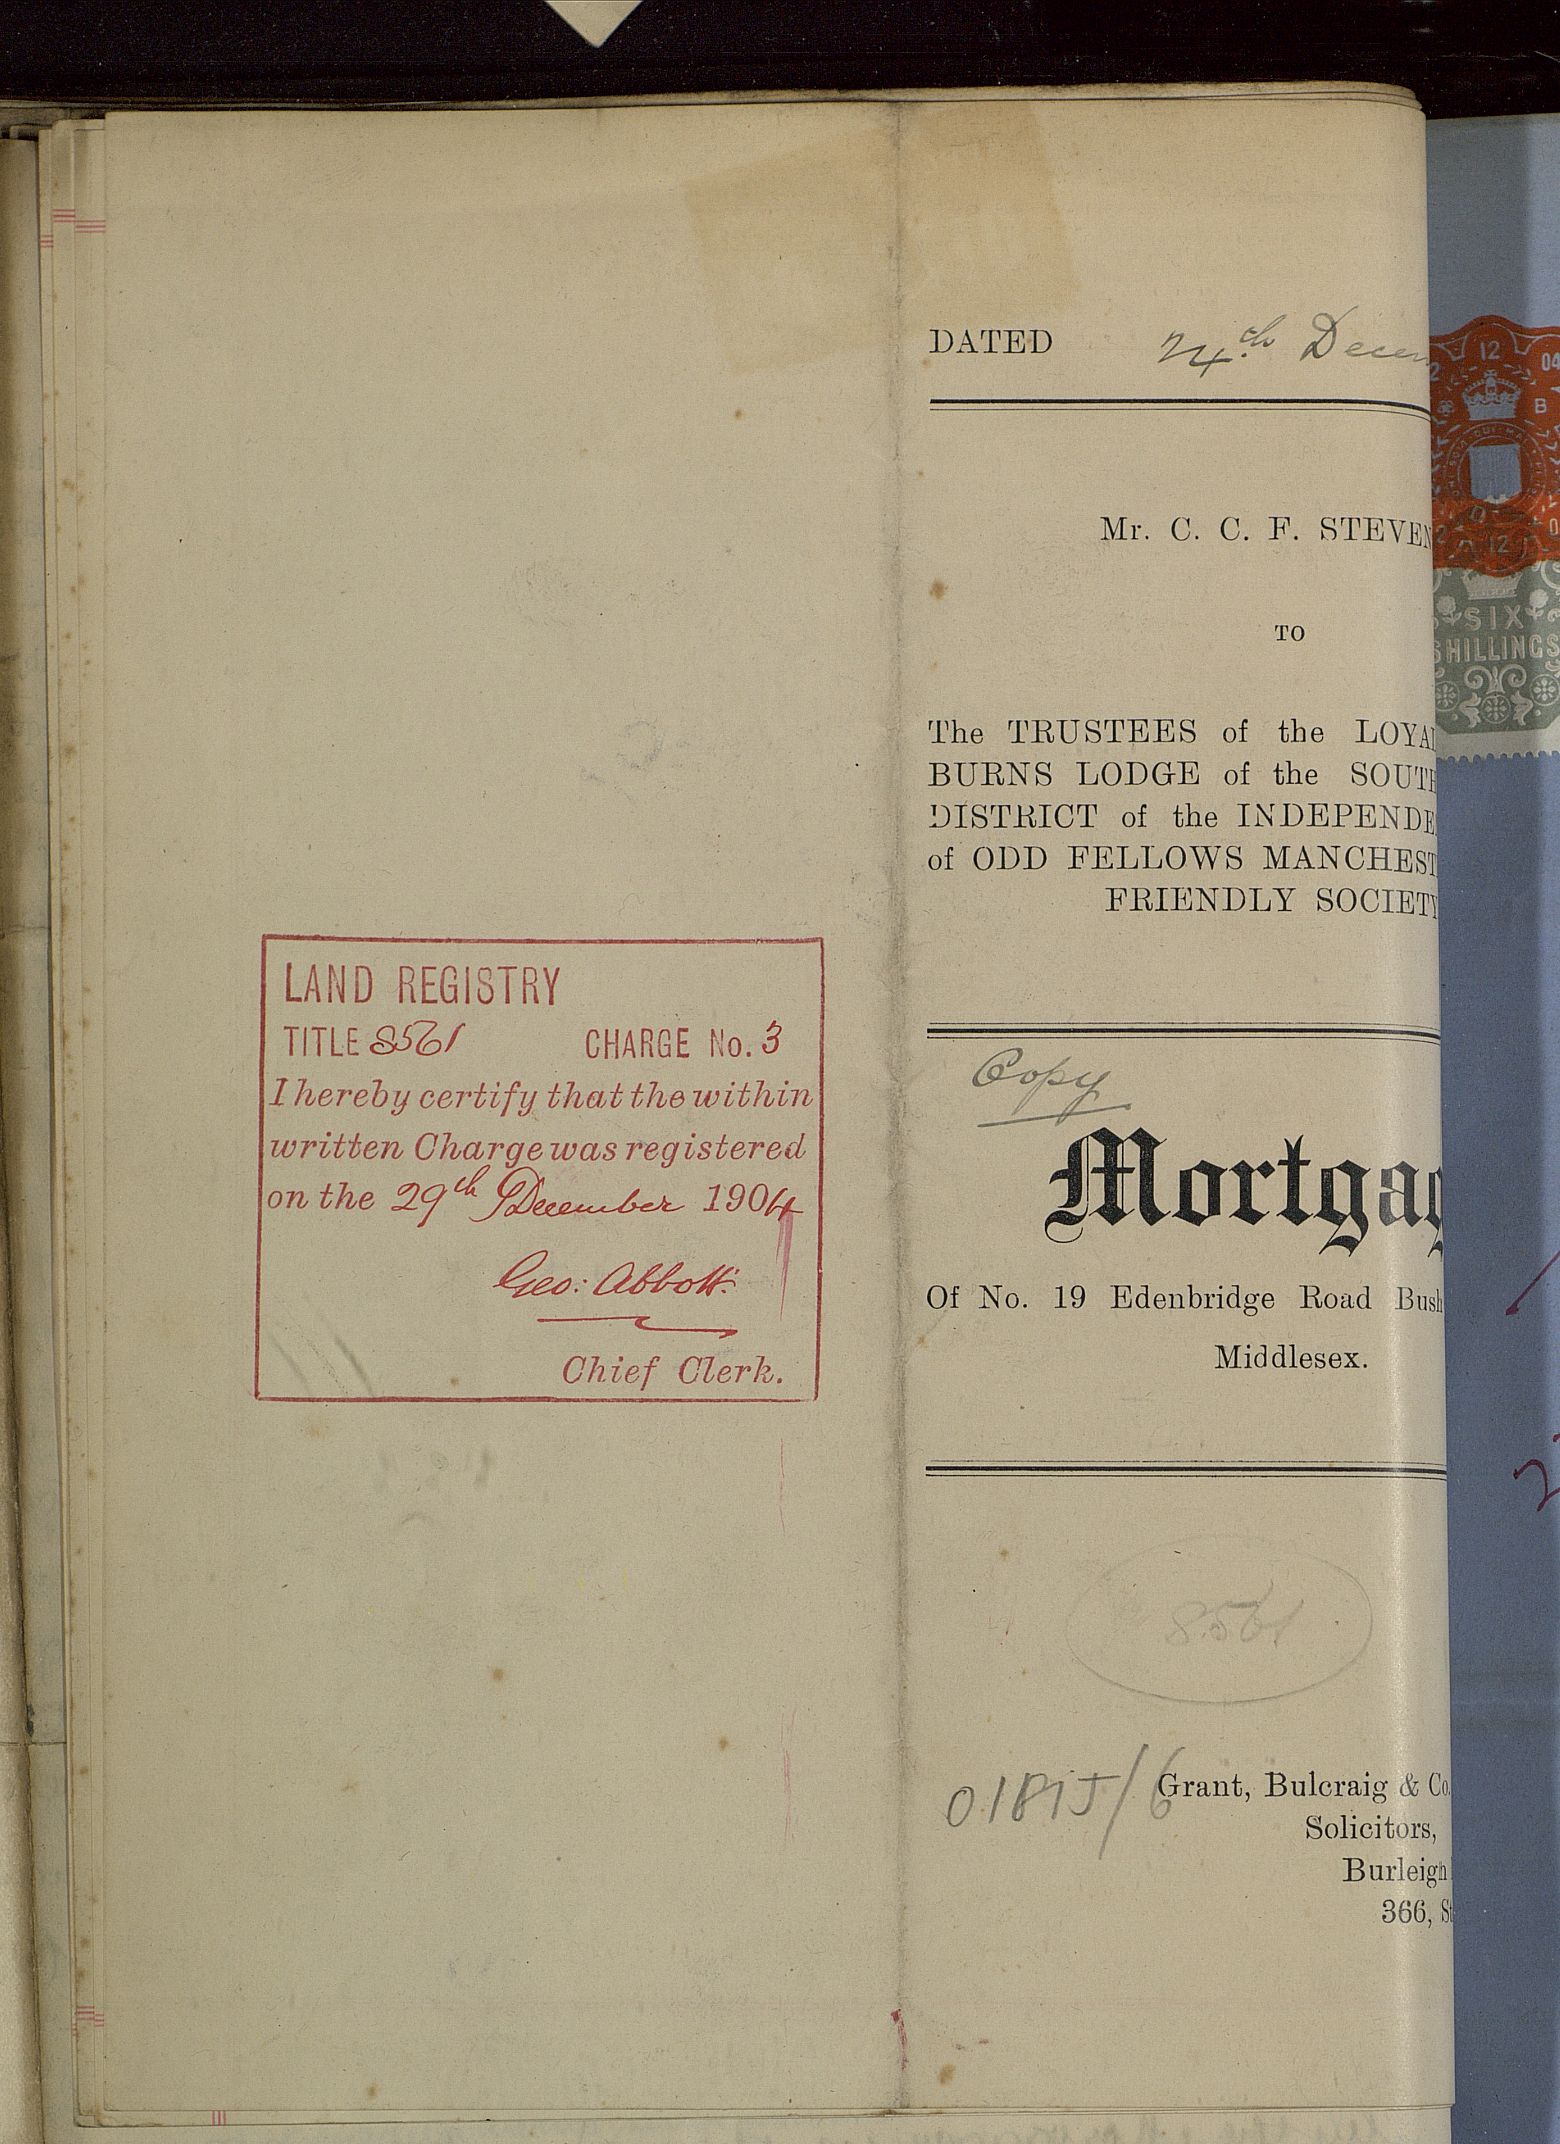 LAND REGISTRY
TITLE 8561 CHARGE No. 3
I hereby certify that the within
written Charge was registered
on the 29th December 1904
Geo: Abbott.
Chief Clerk.
DATED 24th Decem
Mr. C. C. F. STEVEN
TO
The TRUSTEES of the LOYAL
BURNS LODGE of the SOUTH
DISTRICT of the INDEPENDE
of ODD FELLOWS MANCHEST
FRIENDLY SOCIETY
Copy
Mortgag
Of No. 19 Edenbridge Road Bush
Middlesex.
8561
Grant, Bulcraig & Co.
Solicitors,
Burleigh
366, St
12
04
B
12
SIX
SHILLINGS